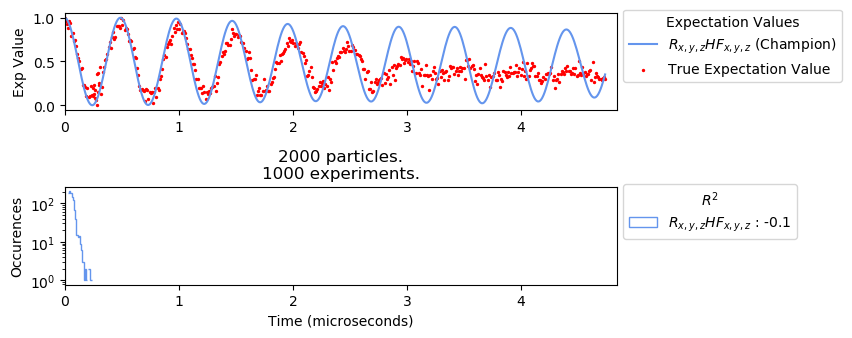 Expectation Values
R_{x,y,z}HF_{x,y,z} (Champion)
True Expectation Value
Exp Value
1.0
0.5
0.0
0 1 2 3 4
2000 particles.
1000 experiments.
R^2
R_{x,y,z}HF_{x,y,z} : -0.1
Occurences
10^2
10^1
10^0
0 1 2 3 4
Time (microseconds)